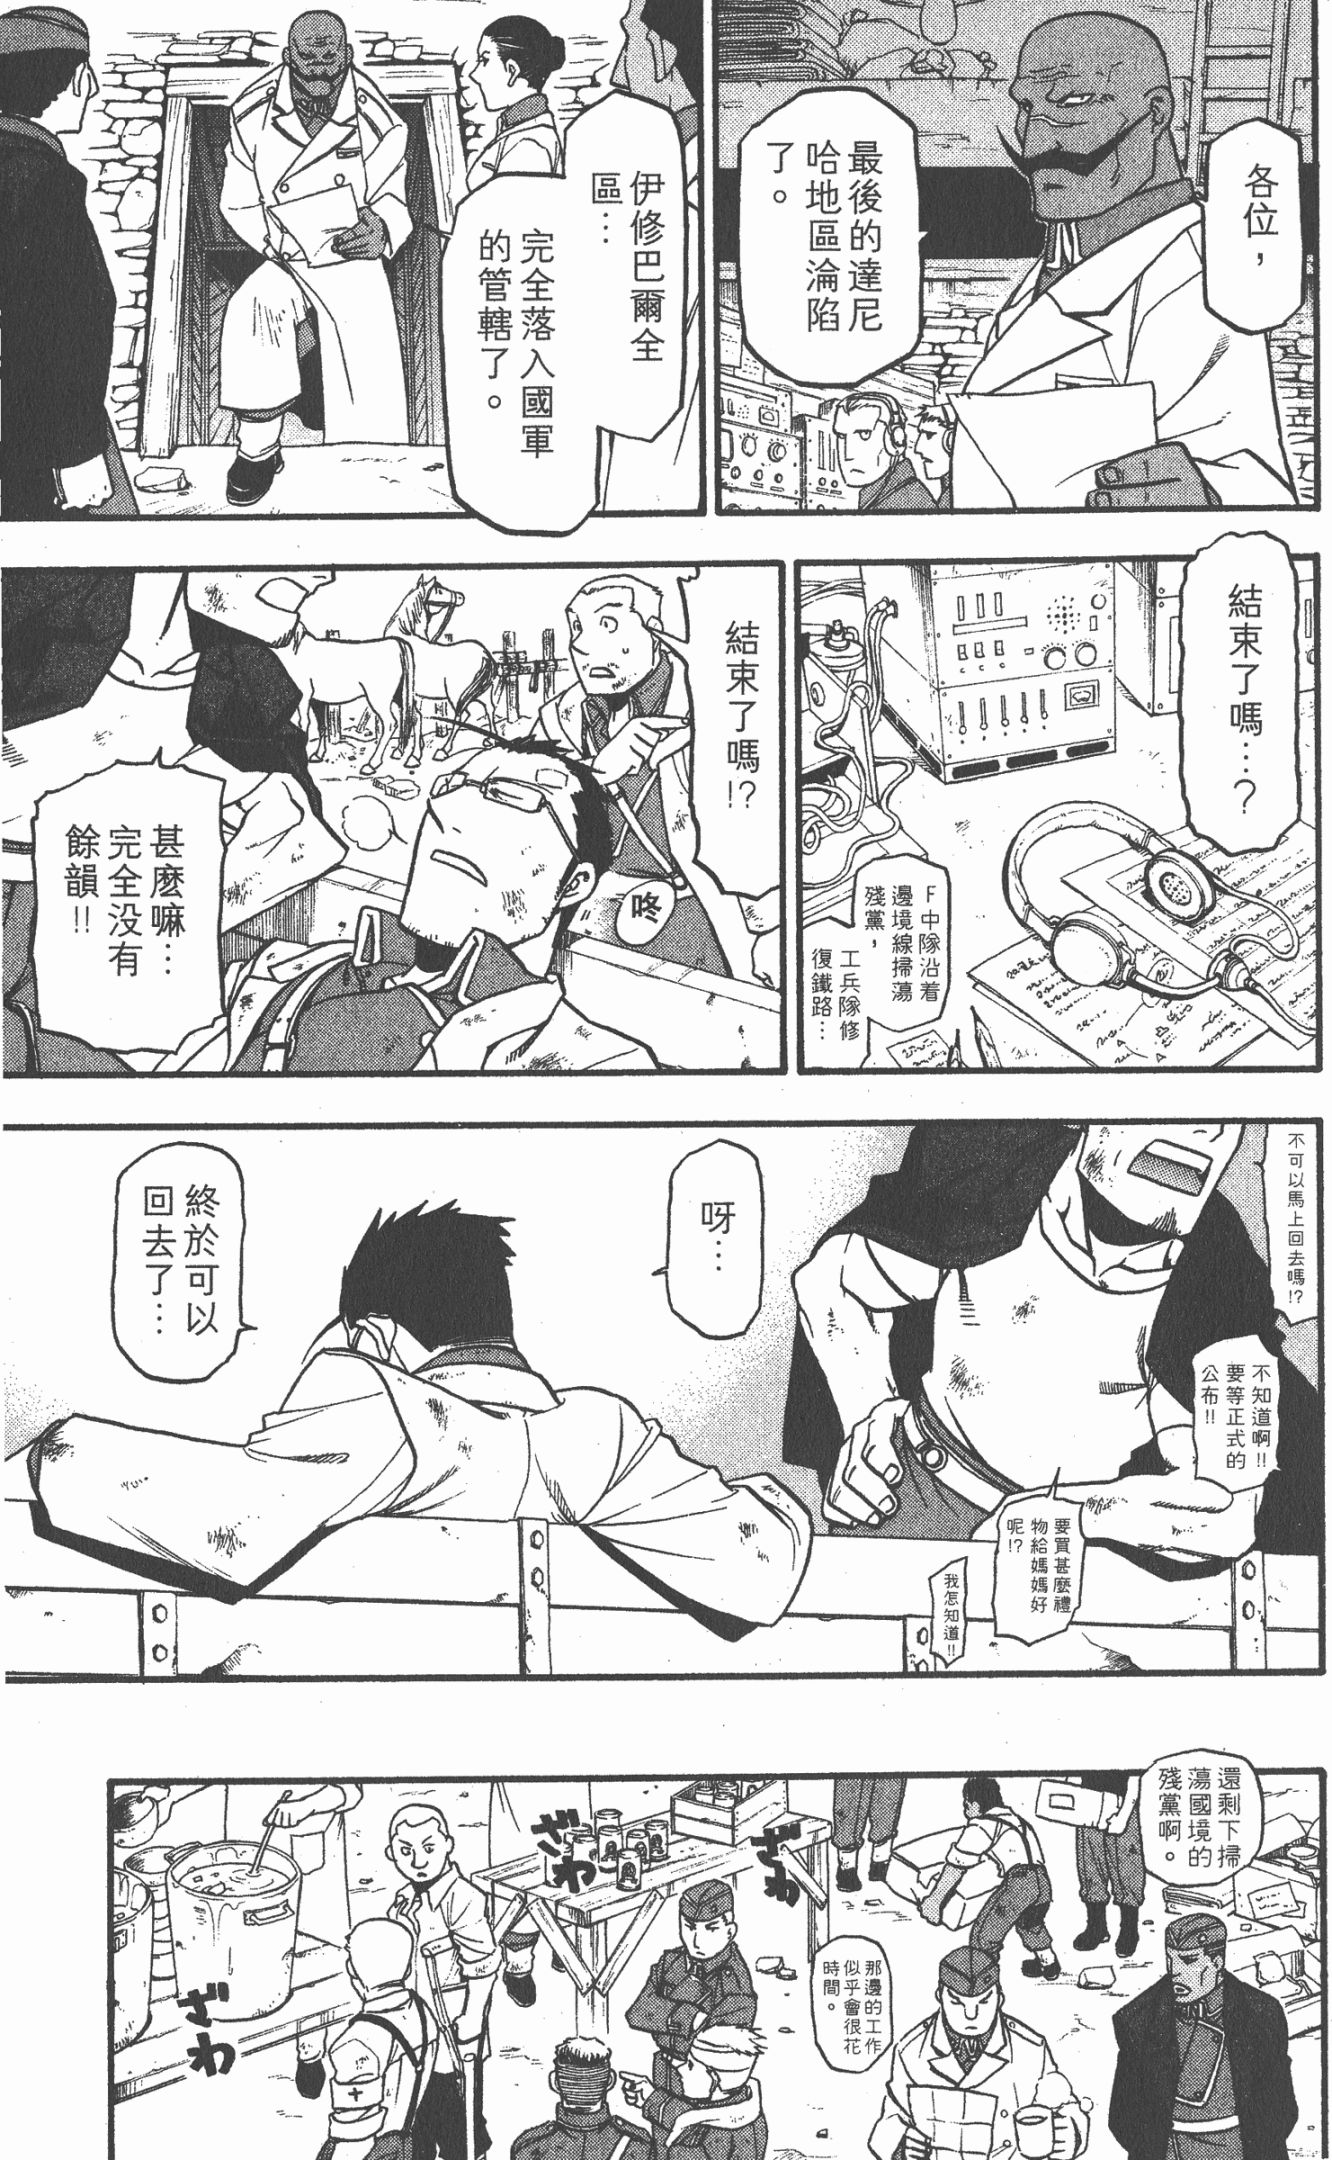 各位，
最後的達尼
哈地區淪陷
了。
伊修巴爾全
區…
完全落入國軍
的管轄了。
結束了嗎…？
F中隊沿着
邊境線掃蕩
殘黨，
工兵隊修
復鐵路…
結束了嗎!?
咚
甚麼嘛…
完全没有
餘韻!!
不可以馬上回去嗎!?
不知道啊!!
要等正式的
公布!!
要買甚麼禮
物給媽媽好
呢!?
我怎知道!!
呀…
終於可以
回去了…
還剩下掃
蕩國境的
殘黨啊。
那邊的工作
似乎會很花
時間。
ざわ
ざわ
ざわ